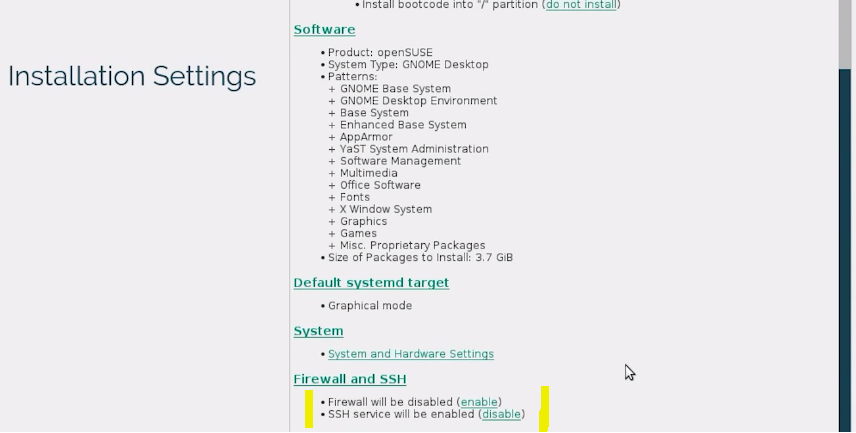 • Install bootcode into "/" partition (do not install)
Software
• Product: openSUSE
• System Type: GNOME Desktop
Installation Settings
• Patterns:
+ GNOME Base System
+ GNOME Desktop Environment
+ Base System
+ Enhanced Base System
+ AppArmor
+ YaST System Administration
+ Software Management
+ Multimedia
+ Office Software
+ Fonts
+ X Window System
+ Graphics
+ Games
+ Misc. Proprietary Packages
• Size of Packages to Install: 3.7 GiB
Default systemd target
• Graphical mode
System
• System and Hardware Settings
Firewall and SSH
• Firewall will be disabled (enable)
• SSH service will be enabled (disable)